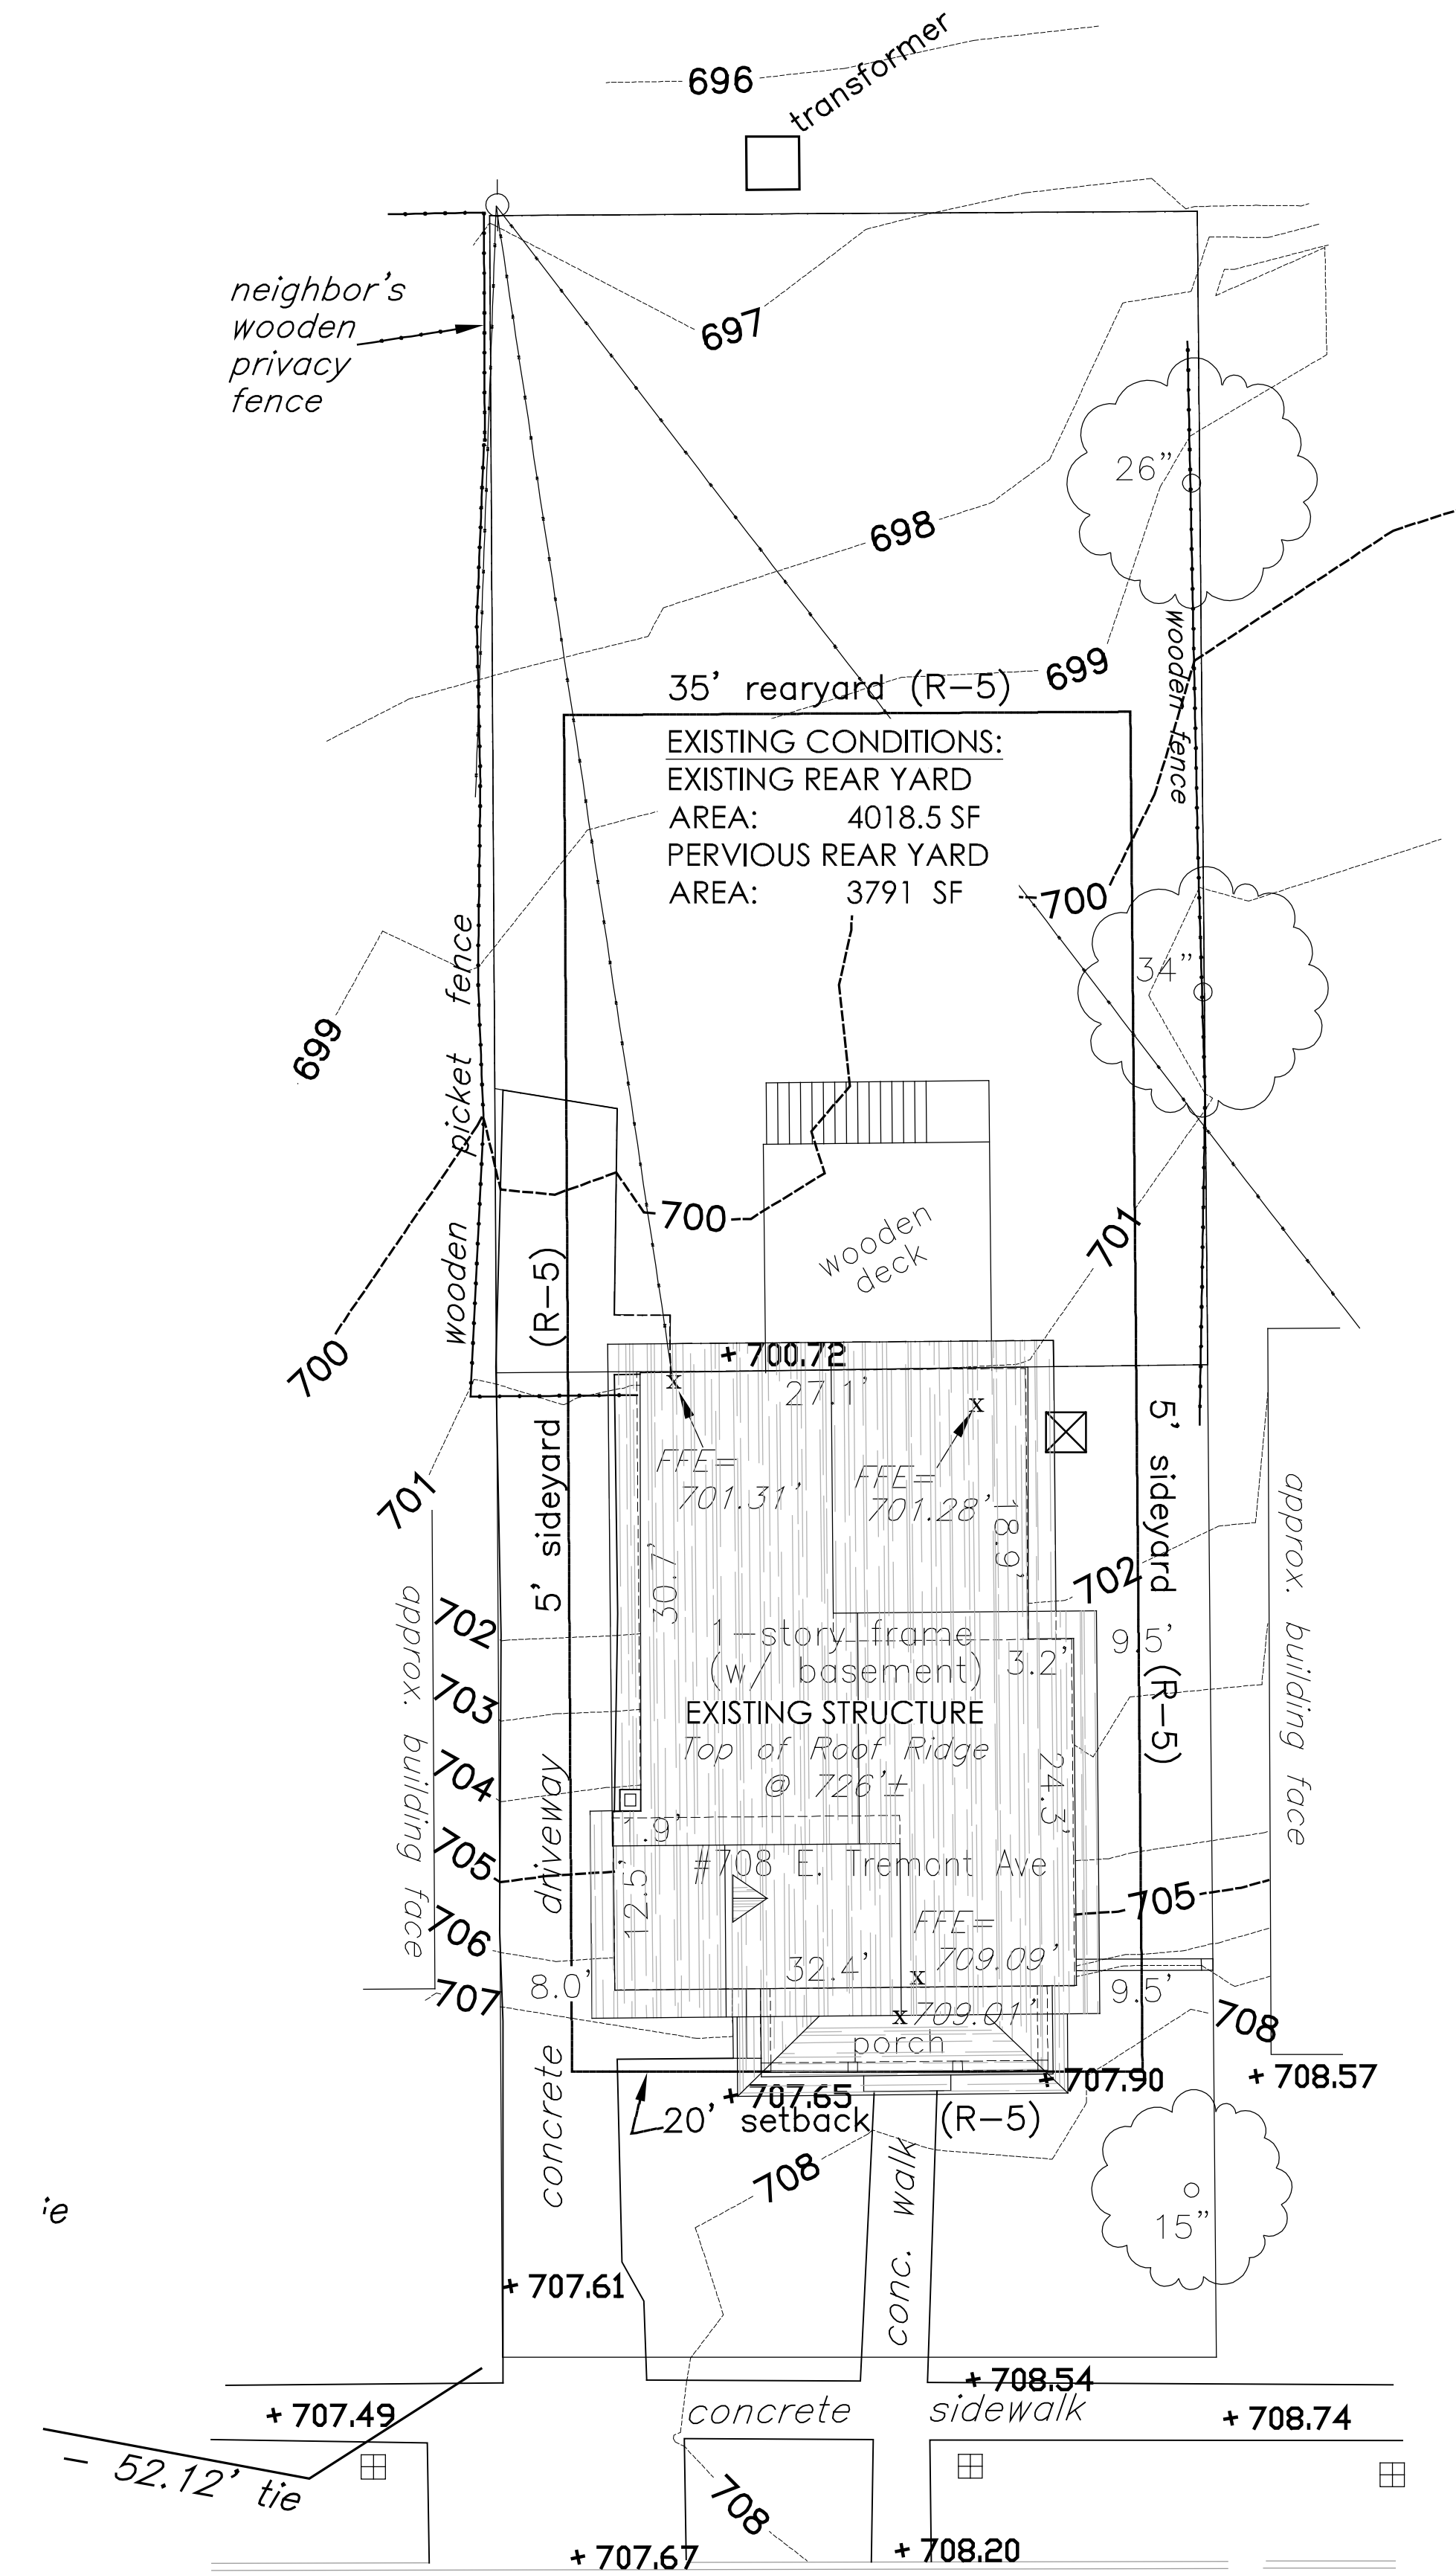 696
transformer
neighbor's
wooden
privacy
fence
697
26"
698
wooden fence
699
35' rearyard (R-5)
EXISTING CONDITIONS:
EXISTING REAR YARD
AREA: 4018.5 SF
PERVIOUS REAR YARD
AREA: 3791 SF
700
34"
699
wooden picket fence
700
701
wooden
deck
700
(R-5)
+ 700.72
27.1'
5' sideyard
5' sideyard (R-5)
FFE=
701.31'
FFE=
701.28'
18.9'
701
approx. building face
702
30.7'
approx. building face
702
1-story frame
(w/ basement)
3.2'
9.5'
703
EXISTING STRUCTURE
Top of Roof Ridge
@ 726'±
704
24.3'
1.9'
705
#708 E. Tremont Ave
12.5'
705
706
FFE=
709.09'
32.4'
8.0'
9.5'
707
709.01'
708
porch
concrete driveway
+ 707.65
+ 707.90
+ 708.57
20' setback (R-5)
708
conc. walk
15"
'e
+ 707.61
+ 708.54
+ 707.49
concrete sidewalk
+ 708.74
- 52.12' tie
708
+ 707.67
+ 708.20